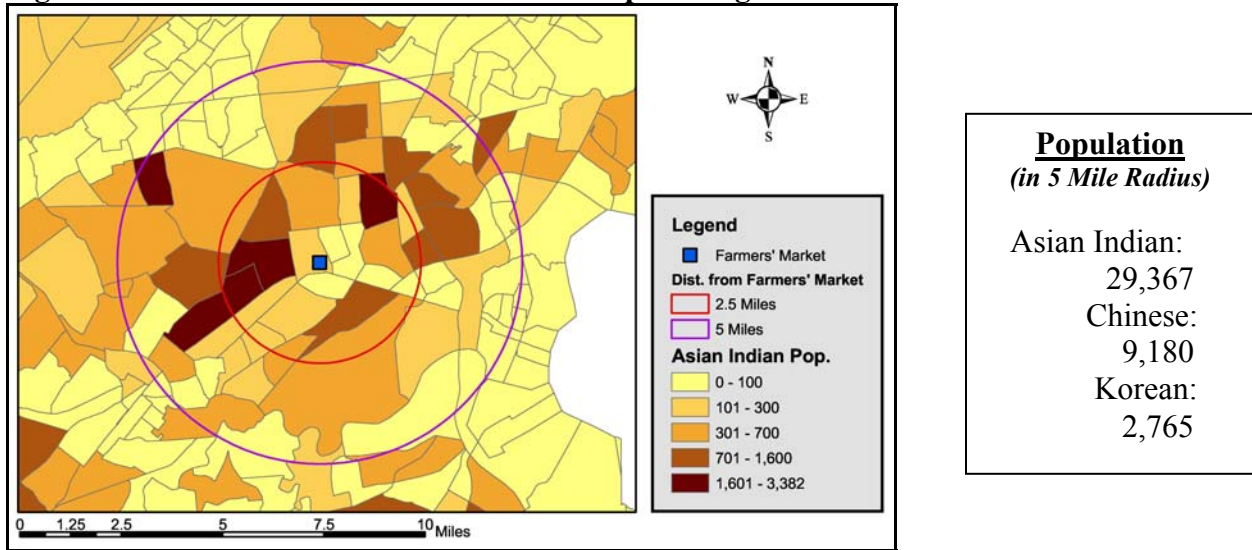 N
W E
S
Legend
Farmers' Market
Dist. from Farmers' Market
2.5 Miles
5 Miles
Asian Indian Pop.
0 - 100
101 - 300
301 - 700
701 - 1,600
1,601 - 3,382
0 1.25 2.5 5 7.5 10 Miles
Population
(in 5 Mile Radius)
Asian Indian:
29,367
Chinese:
9,180
Korean:
2,765